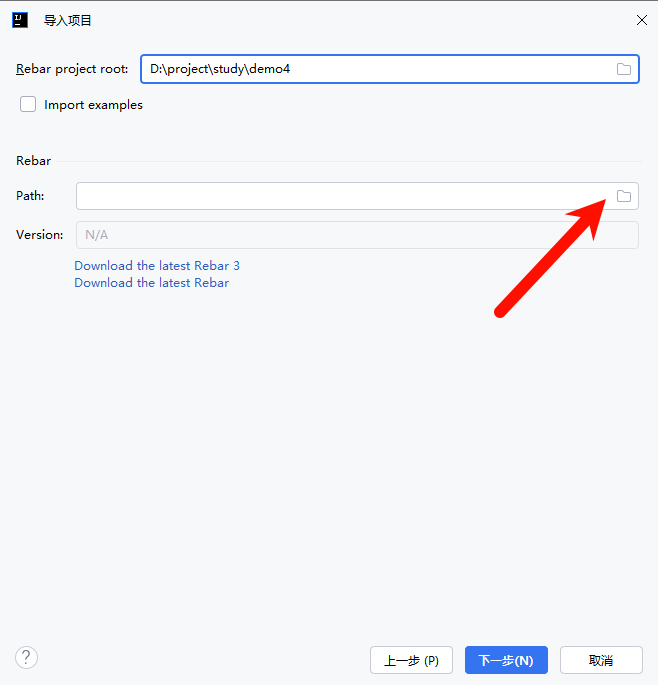 导入项目
Rebar project root: D:\project\study\demo4
Import examples
Rebar
Path:
Version: N/A
Download the latest Rebar 3
Download the latest Rebar
? 上一步 (P) 下一步(N) 取消